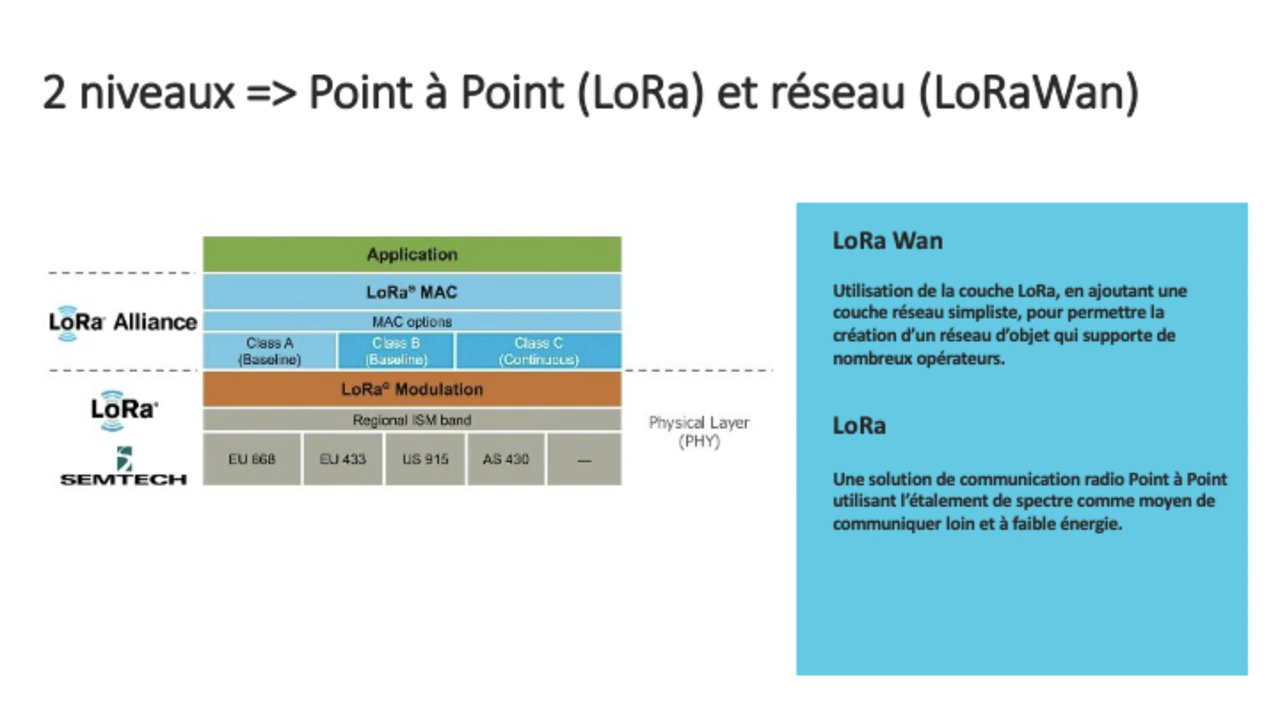 2 niveaux => Point à Point (LoRa) et réseau (LoRaWan)
Application
LoRa® MAC
LoRa Alliance
MAC options
Class A
(Baseline)
Class B
(Baseline)
Class C
(Continuous)
LoRa® Modulation
LoRa®
Regional ISM band
Physical Layer
(PHY)
SEMTECH
EU 868
EU 433
US 915
AS 430
—
LoRa Wan
Utilisation de la couche LoRa, en ajoutant une
couche réseau simpliste, pour permettre la
création d’un réseau d’objet qui supporte de
nombreux opérateurs.
LoRa
Une solution de communication radio Point à Point
utilisant l’étalement de spectre comme moyen de
communiquer loin et à faible énergie.